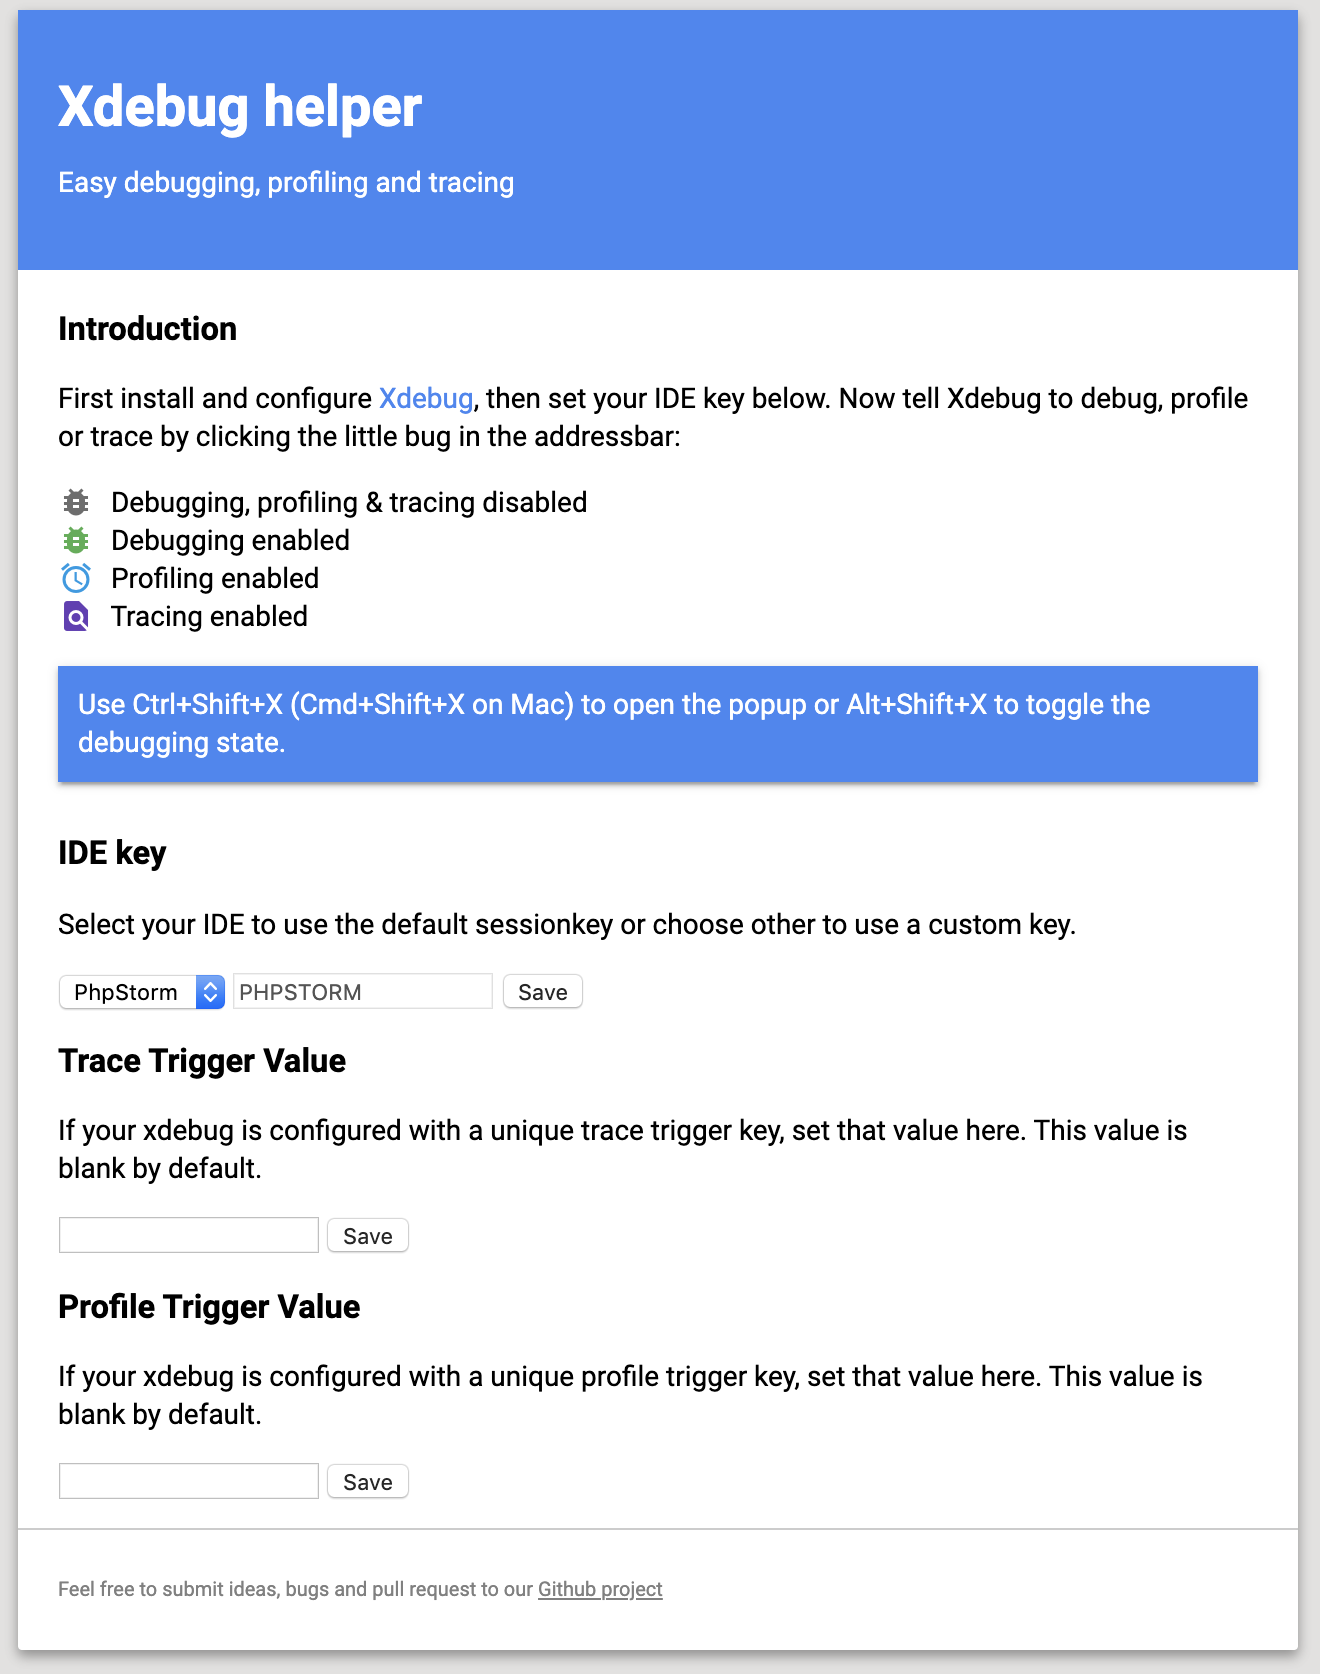 Xdebug helper
Easy debugging, profiling and tracing
Introduction
First install and configure Xdebug, then set your IDE key below. Now tell Xdebug to debug, profile
or trace by clicking the little bug in the addressbar:
Debugging, profiling & tracing disabled
Debugging enabled
Profiling enabled
Tracing enabled
Use Ctrl+Shift+X (Cmd+Shift+X on Mac) to open the popup or Alt+Shift+X to toggle the
debugging state.
IDE key
Select your IDE to use the default sessionkey or choose other to use a custom key.
PhpStorm PHPSTORM Save
Trace Trigger Value
If your xdebug is configured with a unique trace trigger key, set that value here. This value is
blank by default.
Save
Profile Trigger Value
If your xdebug is configured with a unique profile trigger key, set that value here. This value is
blank by default.
Save
Feel free to submit ideas, bugs and pull request to our Github project